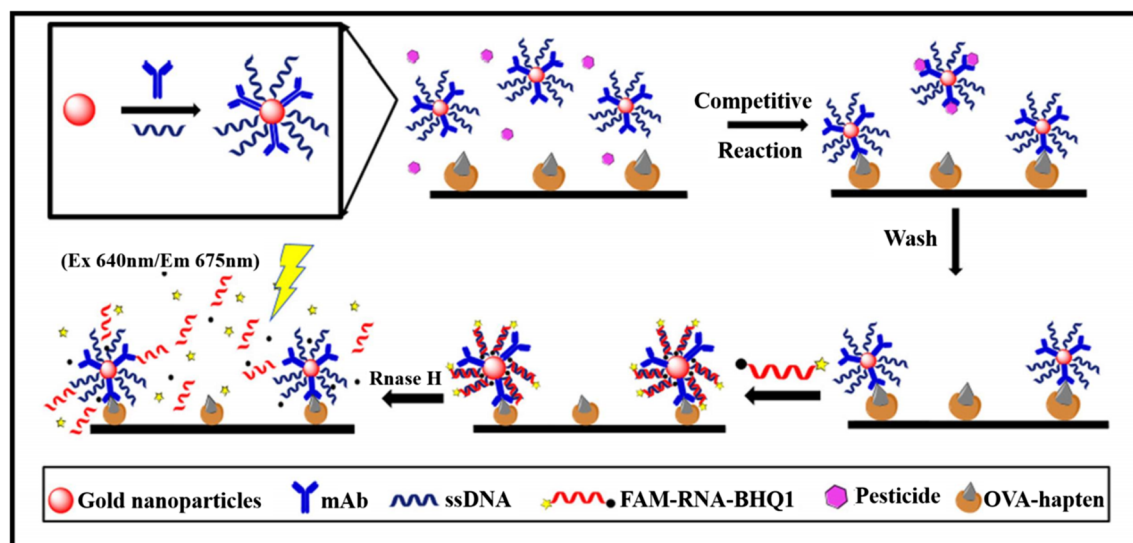 Competitive
Reaction
Wash
(Ex 640nm/Em 675nm)
Rnase H
Gold nanoparticles
mAb
ssDNA
FAM-RNA-BHQ1
Pesticide
OVA-hapten